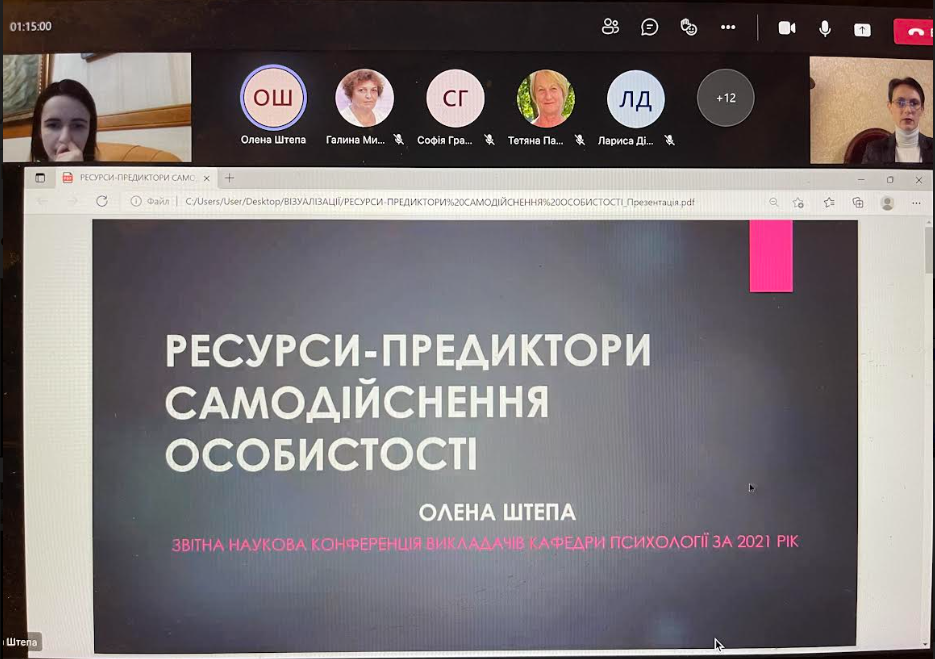 01:15:00
ОШ
СГ
ЛД
+12
Олена Штепа
Галина Ми...
Софія Гра...
Тетяна Па...
Лариса Ді...
РЕСУРСИ-ПРЕДИКТОРИ САМО
Файл
C:/Users/User/Desktop/ВІЗУАЛІЗАЦІЇ/РЕСУРСИ-ПРЕДИКТОРИ%20САМОДІЙСНЕННЯ%20ОСОБИСТОСТІ_Презентація.pdf
РЕСУРСИ-ПРЕДИКТОРИ
САМОДІЙСНЕННЯ
ОСОБИСТОСТІ
ОЛЕНА ШТЕПА
ЗВІТНА НАУКОВА КОНФЕРЕНЦІЯ ВИКЛАДАЧІВ КАФЕДРИ ПСИХОЛОГІЇ ЗА 2021 РІК
Штепа